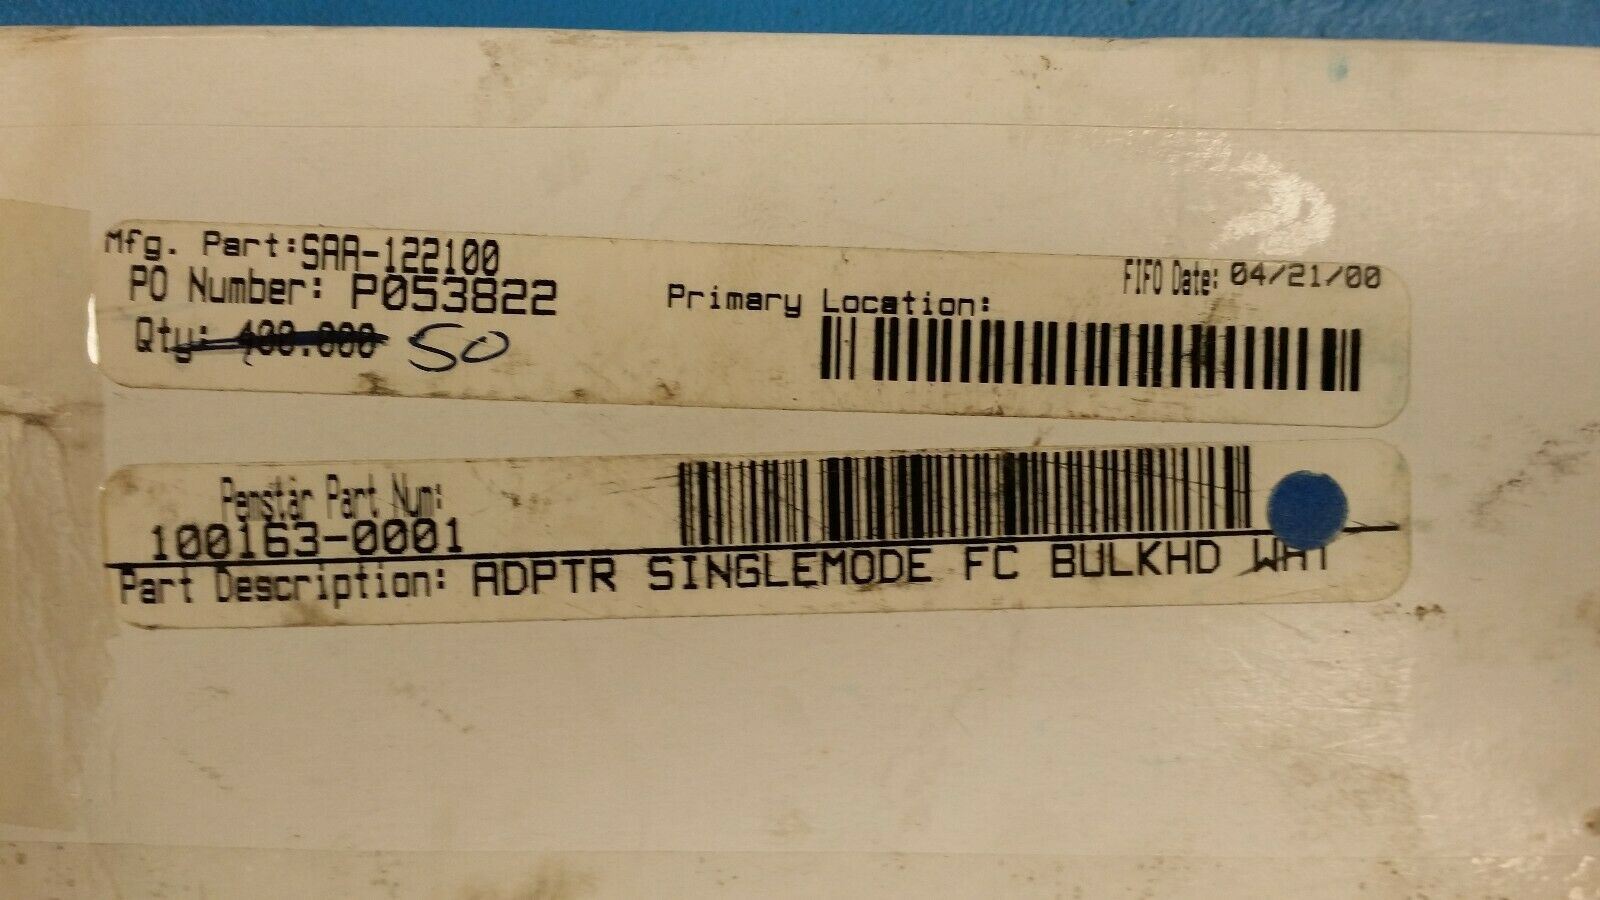 Mfg. Part: SAA-122100
PO Number: P053822
Qty: 400.000 50
Primary Location:
FIFO Date: 04/21/00
Penstar Part Num:
100163-0001
Part Description: ADPTR SINGLEMODE FC BULKHD